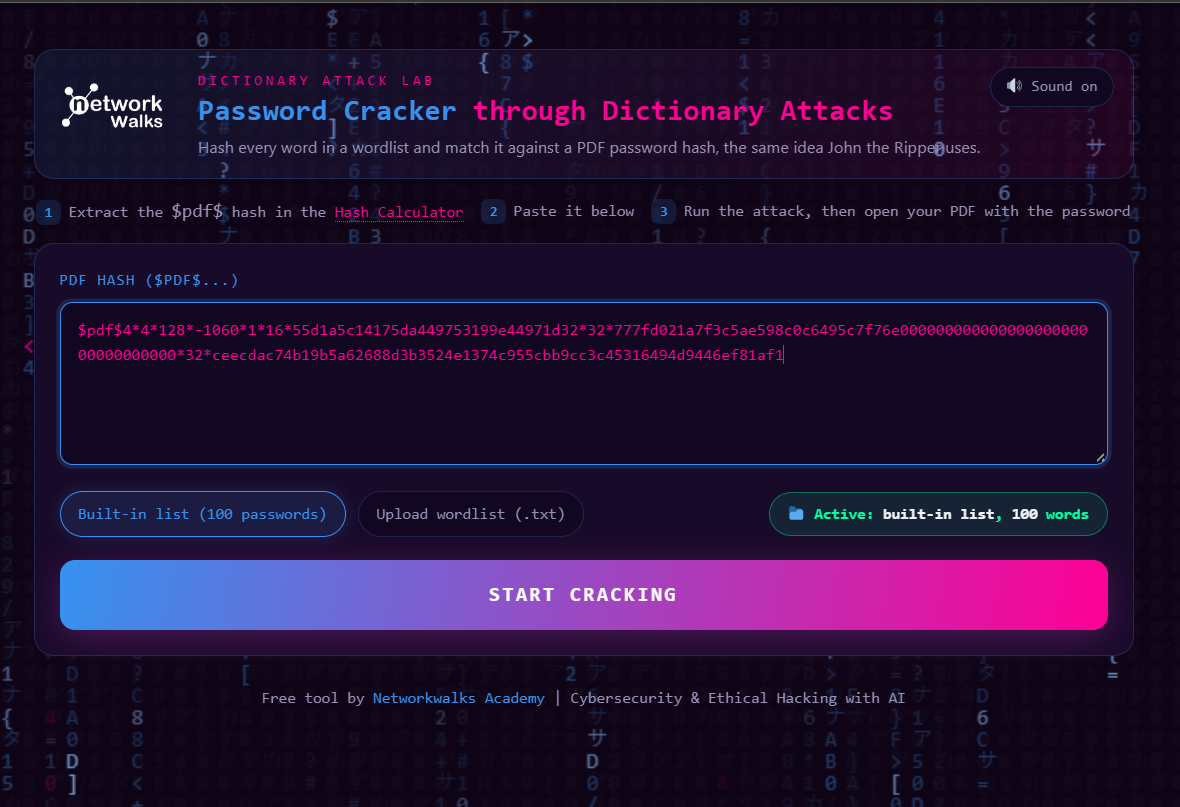 network
walks
DICTIONARY ATTACK LAB
Password Cracker through Dictionary Attacks
Hash every word in a wordlist and match it against a PDF password hash, the same idea John the Ripper uses.
Sound on
1 Extract the $pdf$ hash in the Hash Calculator 2 Paste it below 3 Run the attack, then open your PDF with the password
PDF HASH ($PDF$...)
$pdf$4*4*128*-1060*1*16*55d1a5c14175da449753199e44971d32*32*777fd021a7f3c5ae598c0c6495c7f76e0000000000000000000000
00000000000*32*ceecdac74b19b5a62688d3b3524e1374c955cbb9cc3c45316494d9446ef81af1
Built-in list (100 passwords)
Upload wordlist (.txt)
Active: built-in list, 100 words
START CRACKING
Free tool by Networkwalks Academy | Cybersecurity & Ethical Hacking with AI